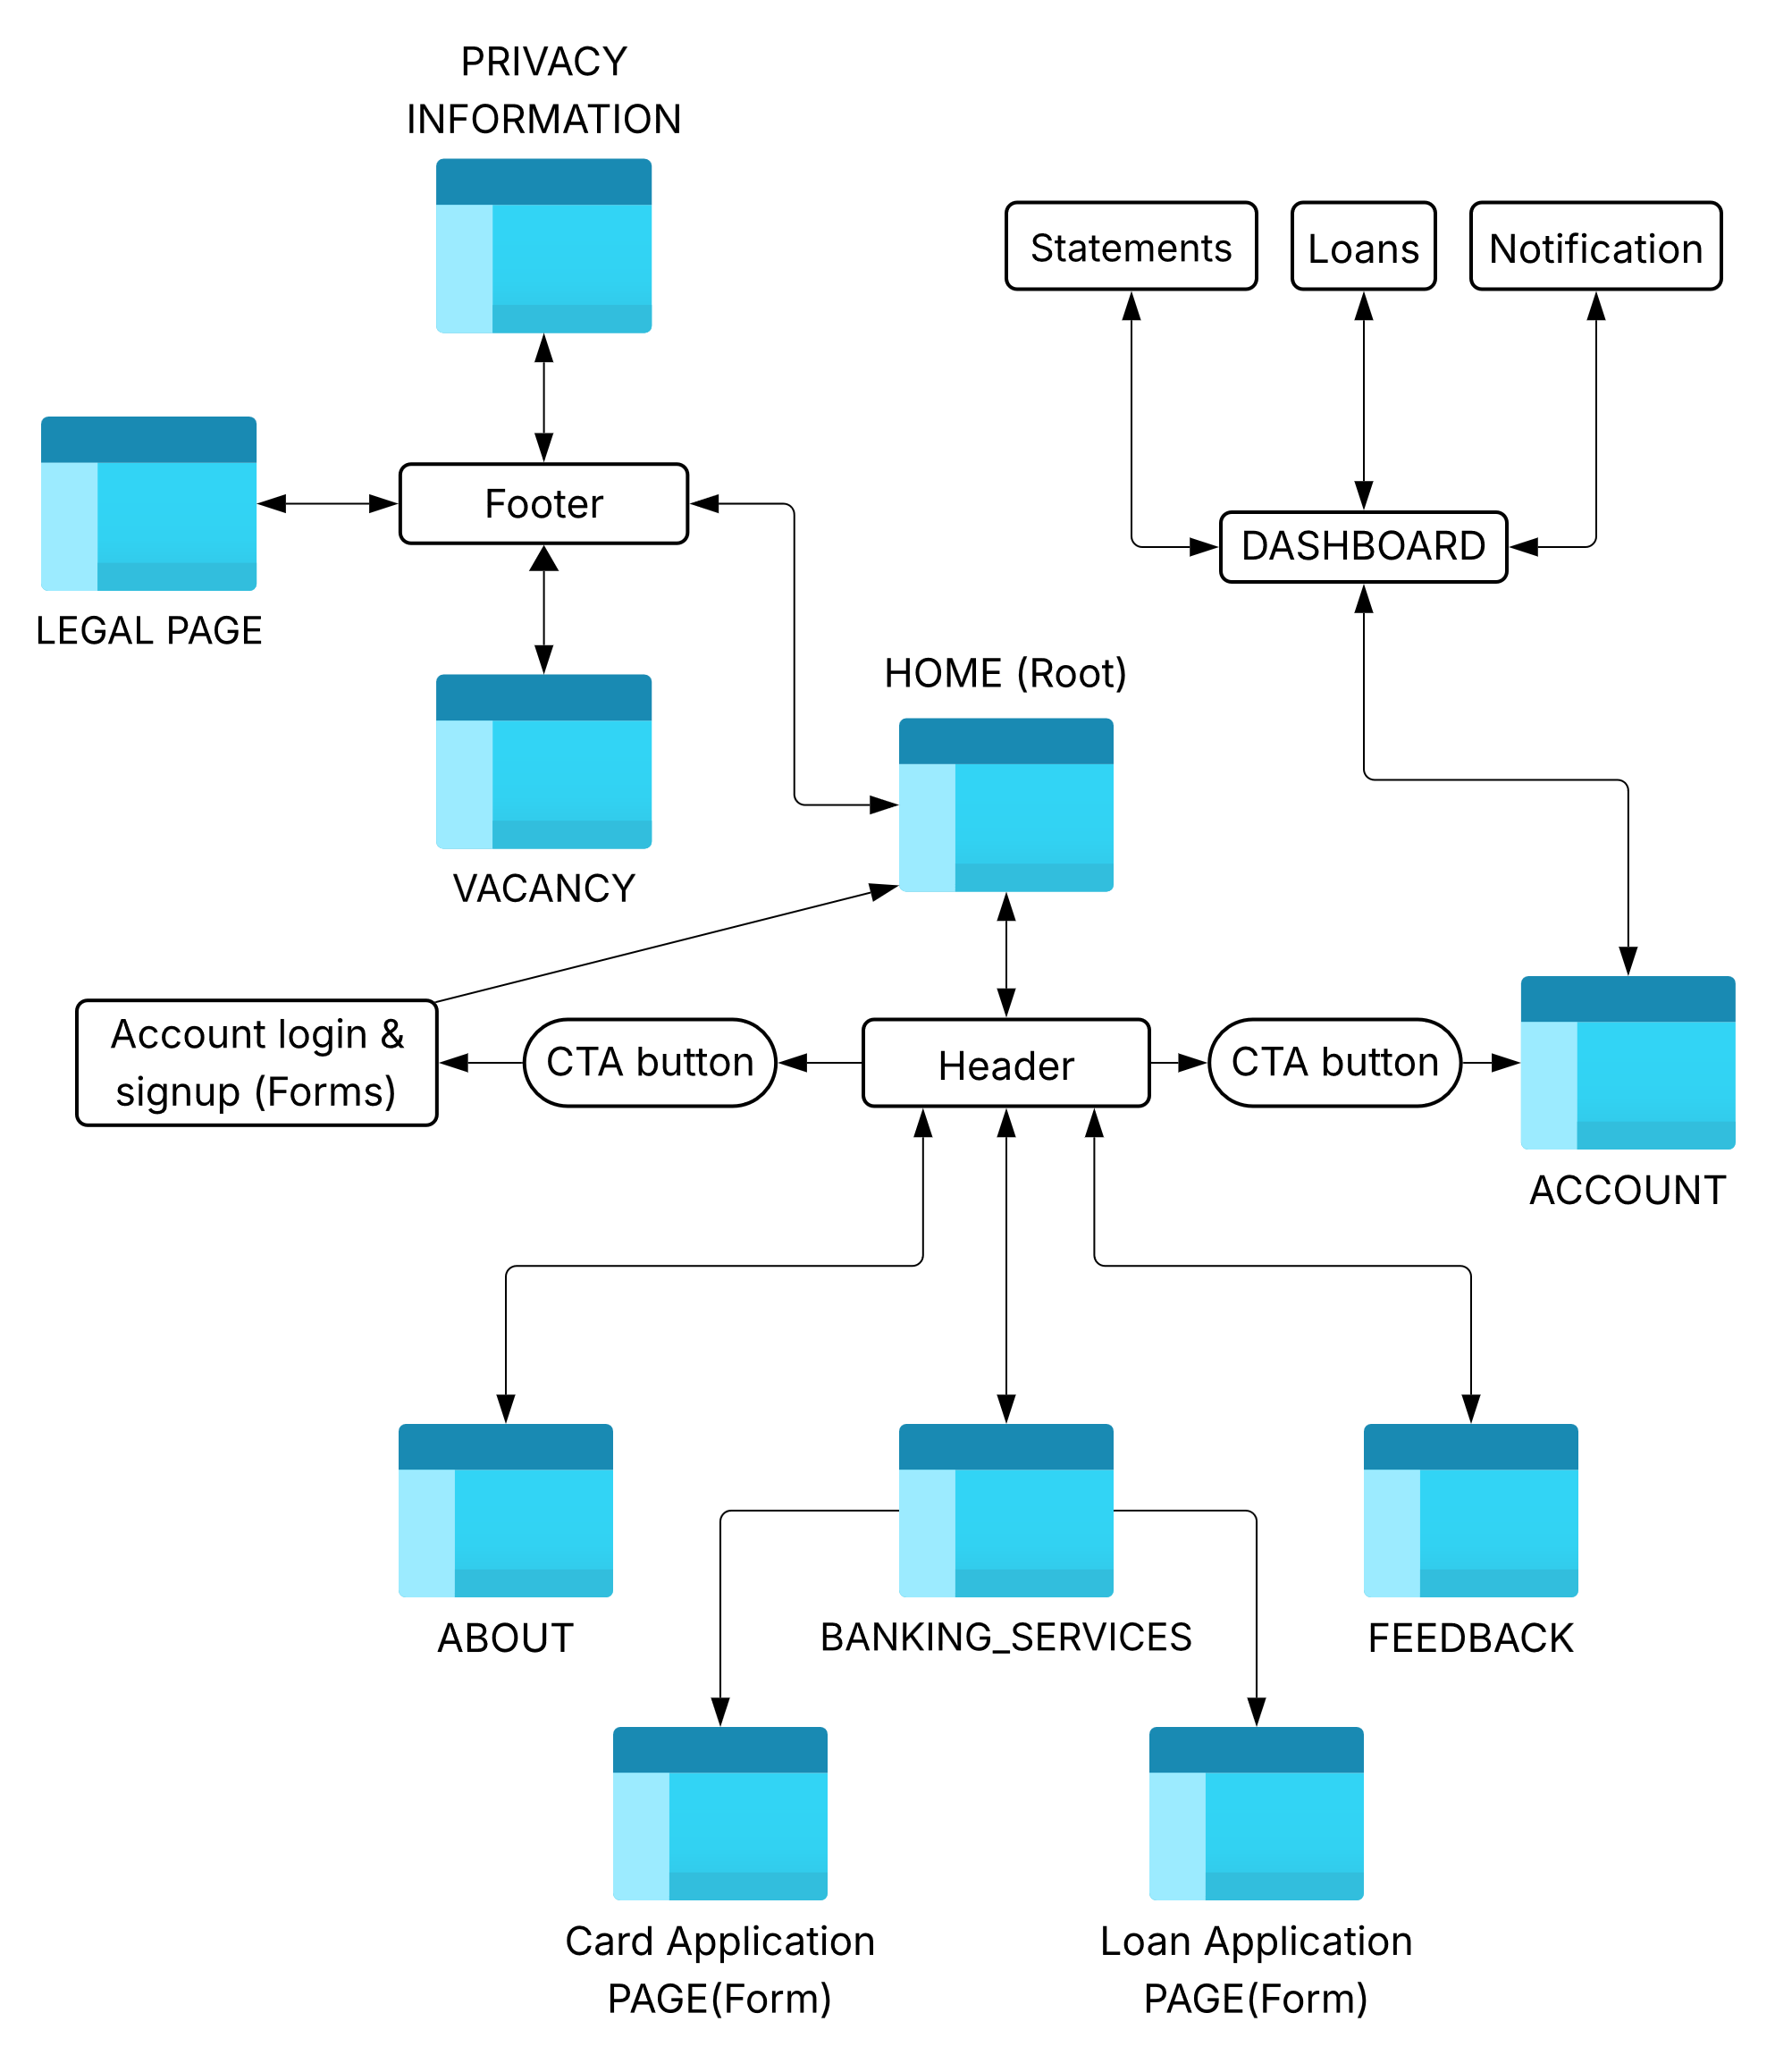 PRIVACY
INFORMATION
Statements
Loans
Notification
Footer
DASHBOARD
LEGAL PAGE
HOME (Root)
VACANCY
Account login &
signup (Forms)
CTA button
Header
CTA button
ACCOUNT
ABOUT
BANKING_SERVICES
FEEDBACK
Card Application
PAGE(Form)
Loan Application
PAGE(Form)